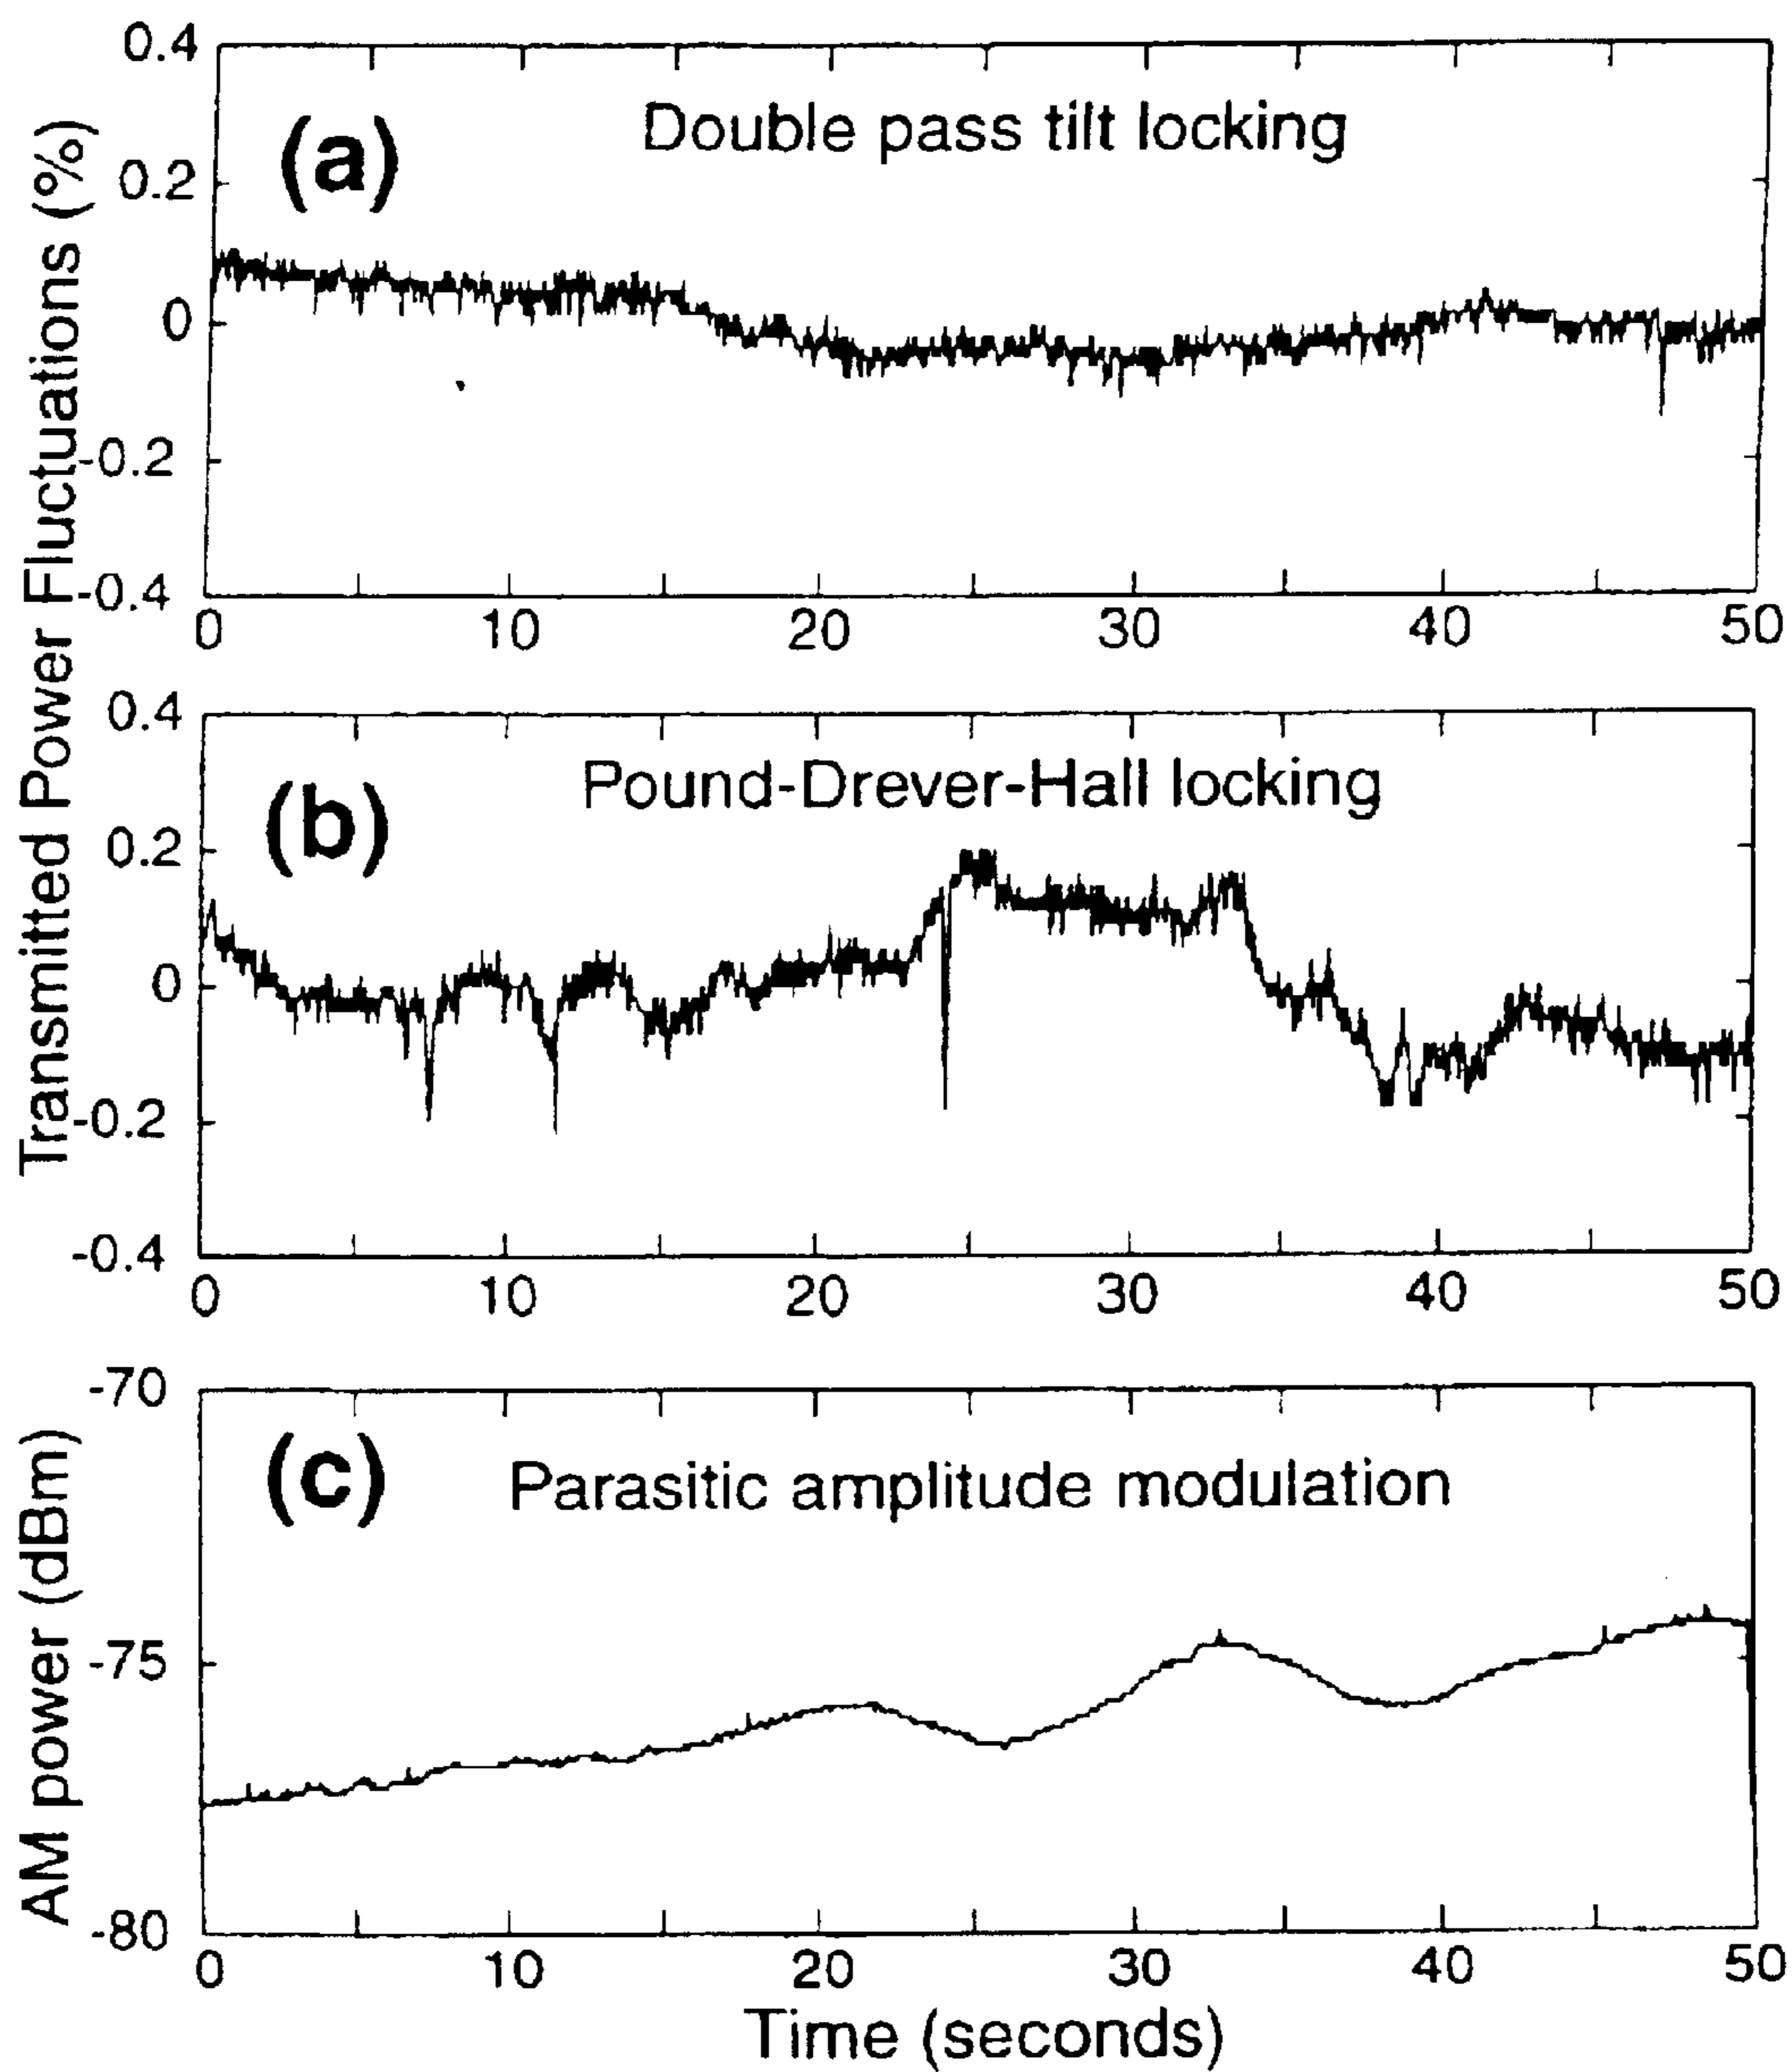 Transmitted Power Fluctuations (%)
0.4
0.2
0
-0.2
-0.4
(a)
Double pass tilt locking
0 10 20 30 40 50
0.4
0.2
0
-0.2
-0.4
(b)
Pound-Drever-Hall locking
0 10 20 30 40 50
AM power (dBm)
-70
-75
-80
(c)
Parasitic amplitude modulation
0 10 20 30 40 50
Time (seconds)